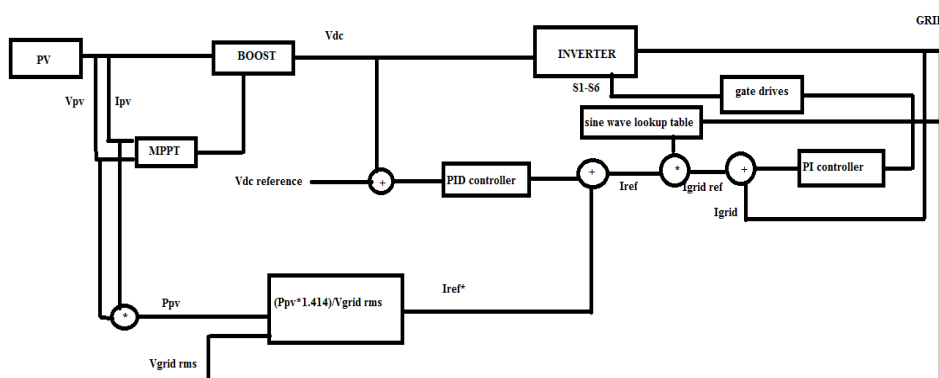 GRID
Vdc
PV
BOOST
INVERTER
Vpv
Ipv
S1-S6
gate drives
sine wave lookup table
MPPT
Vdc reference
+
PID controller
+
Iref
*
Igrid ref
+
PI controller
Igrid
Iref*
Ppv
(Ppv*1.414)/Vgrid rms
*
Vgrid rms